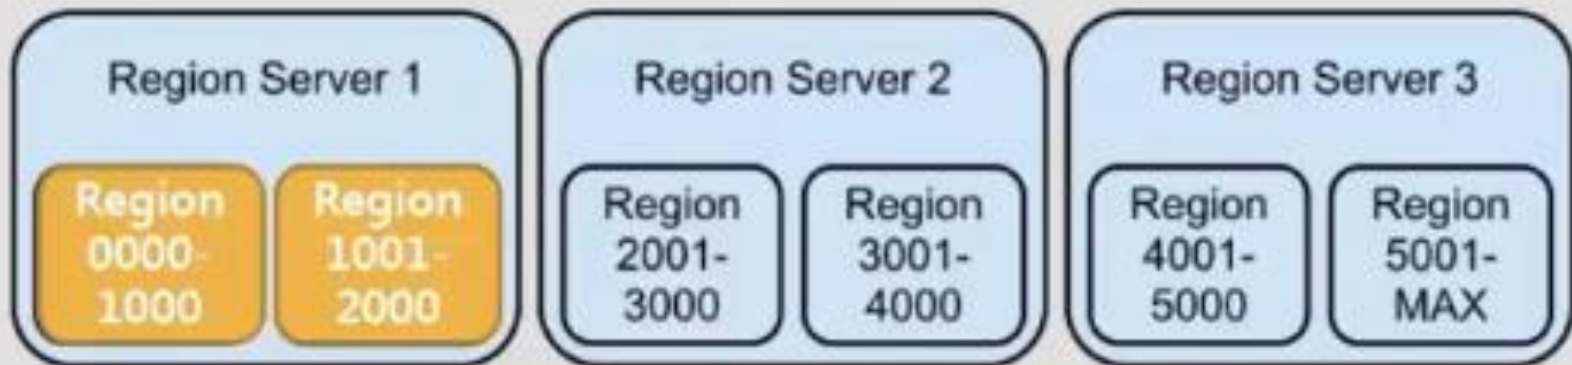 Region Server 1
Region
0000-
1000
Region
1001-
2000
Region Server 2
Region
2001-
3000
Region
3001-
4000
Region Server 3
Region
4001-
5000
Region
5001-
MAX